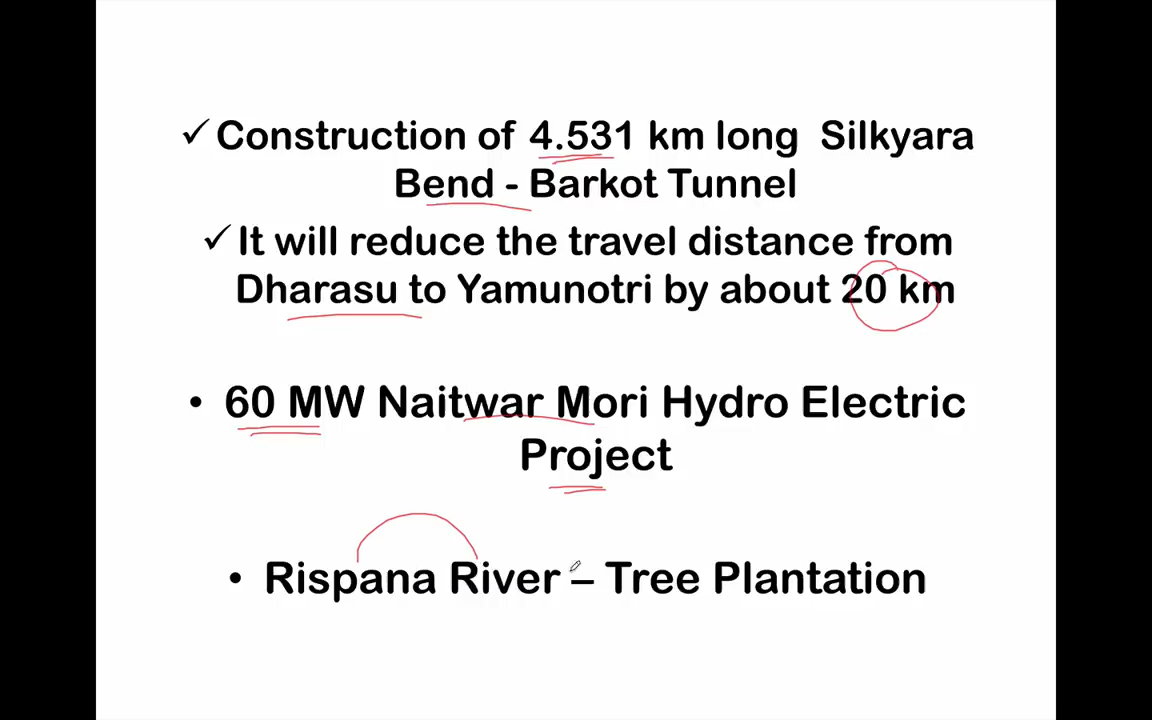 ✓ Construction of 4.531 km long Silkyara
Bend - Barkot Tunnel
✓ It will reduce the travel distance from
Dharasu to Yamunotri by about 20 km
• 60 MW Naitwar Mori Hydro Electric
Project
• Rispana River – Tree Plantation